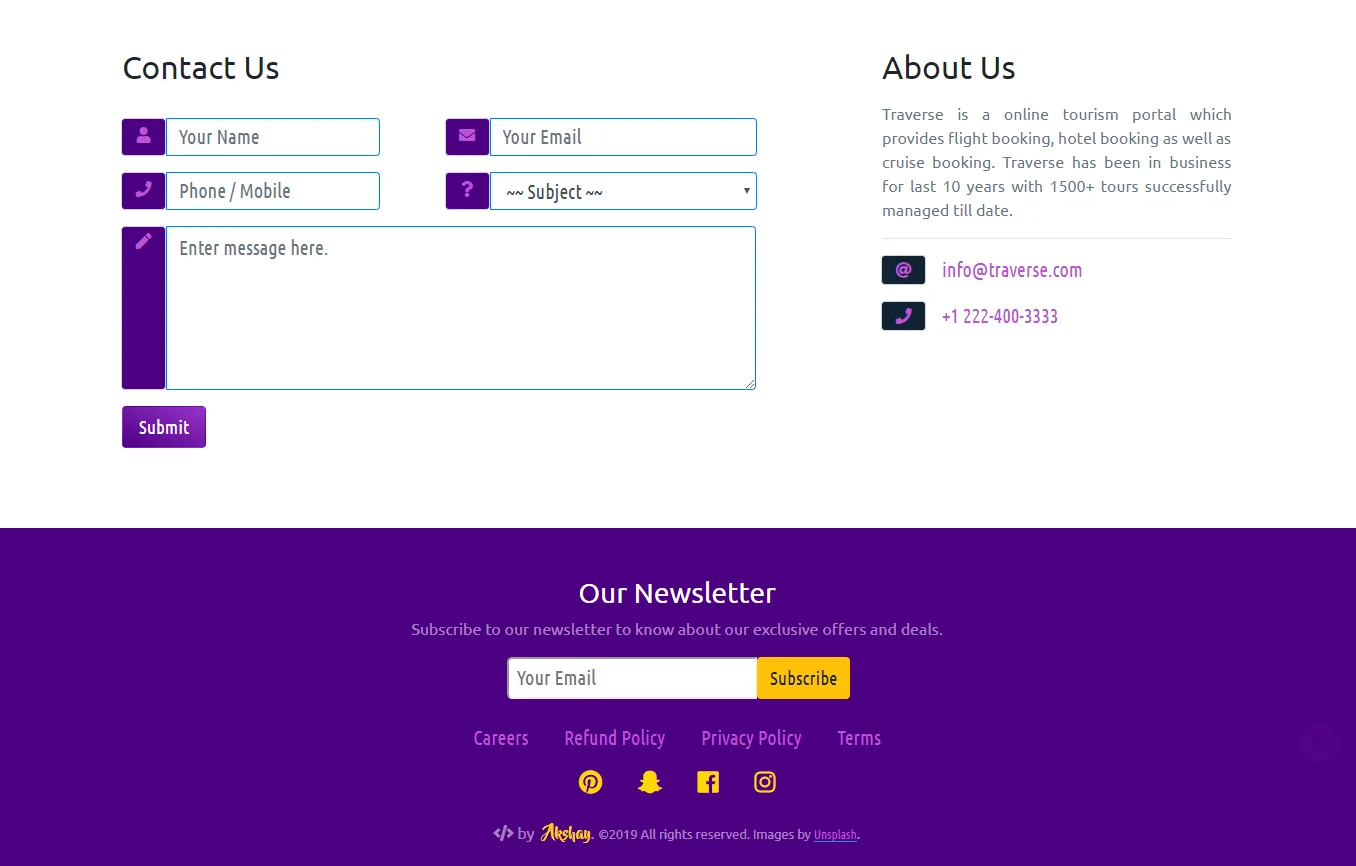 Contact Us
Your Name
Your Email
Phone / Mobile
~~ Subject ~~
Enter message here.
Submit
About Us
Traverse is a online tourism portal which
provides flight booking, hotel booking as well as
cruise booking. Traverse has been in business
for last 10 years with 1500+ tours successfully
managed till date.
@ info@traverse.com
+1 222-400-3333
Our Newsletter
Subscribe to our newsletter to know about our exclusive offers and deals.
Your Email Subscribe
Careers Refund Policy Privacy Policy Terms
</> by Akshay. ©2019 All rights reserved. Images by Unsplash.